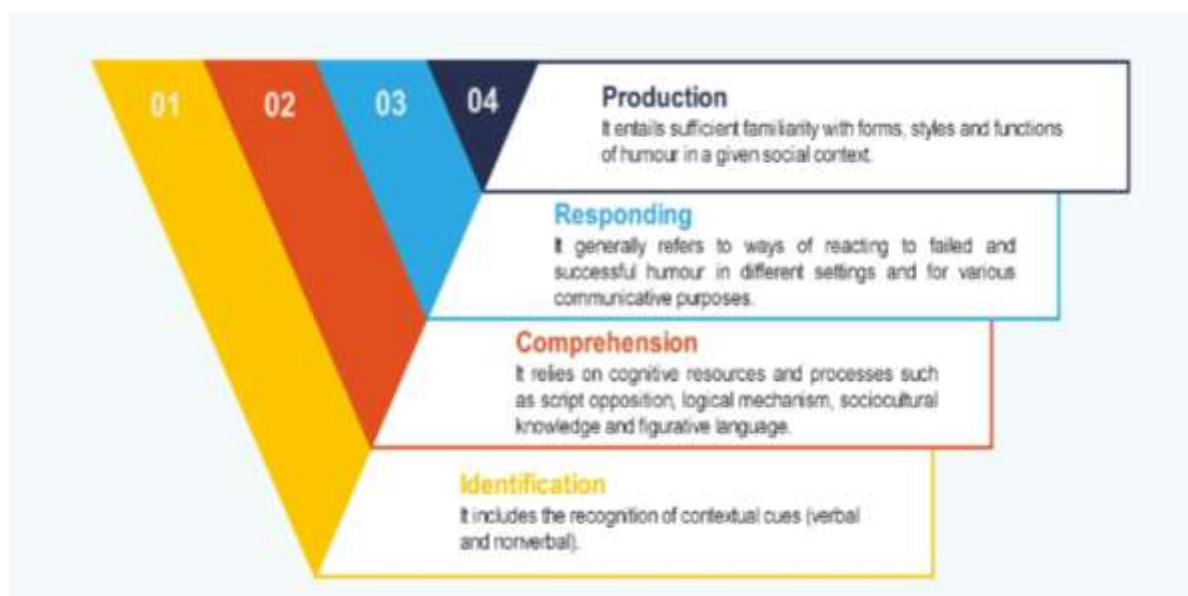 01
02
03
04
Production
It entails sufficient familiarity with forms, styles and functions
of humour in a given social context.
Responding
It generally refers to ways of reacting to failed and
successful humour in different settings and for various
communicative purposes.
Comprehension
It relies on cognitive resources and processes such
as script opposition, logical mechanism, sociocultural
knowledge and figurative language.
Identification
It includes the recognition of contextual cues (verbal
and nonverbal).